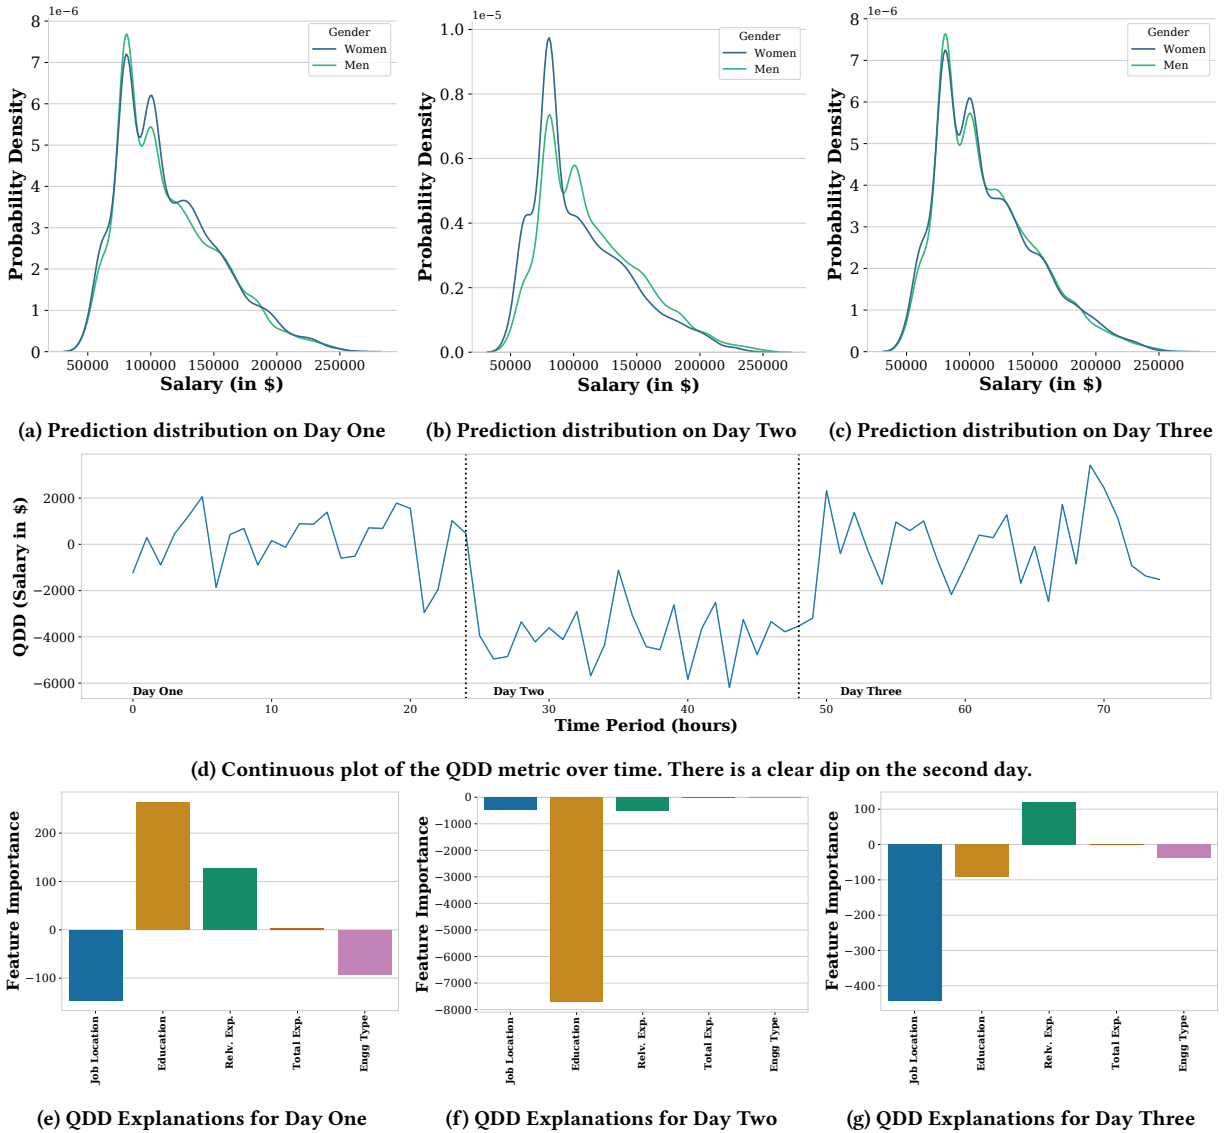 1e−6
8
7
6
5
4
3
2
1
0
Probability Density
Gender
Women
Men
50000 100000 150000 200000 250000
Salary (in $)
(a) Prediction distribution on Day One
1e−5
1.0
0.8
0.6
0.4
0.2
0.0
Probability Density
Gender
Women
Men
50000 100000 150000 200000 250000
Salary (in $)
(b) Prediction distribution on Day Two
1e−6
8
7
6
5
4
3
2
1
0
Probability Density
Gender
Women
Men
50000 100000 150000 200000 250000
Salary (in $)
(c) Prediction distribution on Day Three
QDD (Salary in $)
2000
0
−2000
−4000
−6000
Day One Day Two Day Three
0 10 20 30 40 50 60 70
Time Period (hours)
(d) Continuous plot of the QDD metric over time. There is a clear dip on the second day.
Feature Importance
200
100
0
−100
Job Location
Education
Relv. Exp.
Total Exp.
Engg Type
(e) QDD Explanations for Day One
Feature Importance
0
−1000
−2000
−3000
−4000
−5000
−6000
−7000
−8000
Job Location
Education
Relv. Exp.
Total Exp.
Engg Type
(f) QDD Explanations for Day Two
Feature Importance
100
0
−100
−200
−300
−400
Job Location
Education
Relv. Exp.
Total Exp.
Engg Type
(g) QDD Explanations for Day Three